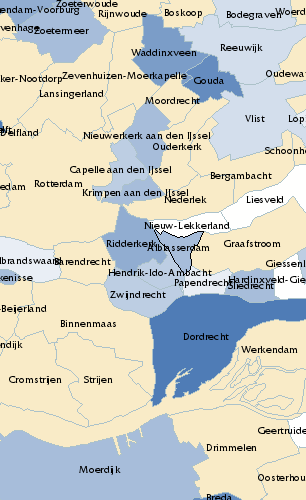 Zoeterwoude
endam-Voorburg
Rijnwoude
Boskoop
Bodegraven
Woerd
venhage
Zoetermeer
Waddinxveen
Reeuwijk
ker-Nootdorp
Zevenhuizen-Moerkapelle
Gouda
Oudewa
Lansingerland
Moordrecht
Vlist
Lop
Delfland
Nieuwerkerk aan den IJssel
Ouderkerk
Schoonh
Capelle aan den IJssel
Bergambacht
edam
Rotterdam
Krimpen aan den IJssel
Nederlek
Liesveld
Nieuw-Lekkerland
Ridderkerk
Alblasserdam
Graafstroom
lbrandswaard
Barendrecht
Giessenl
kenisse
Hendrik-Ido-Ambacht
Papendrecht
Sliedrecht
Hardinxveld-Gie
Zwijndrecht
-Beijerland
Binnenmaas
Dordrecht
ndijk
Werkendam
Cromstrijen
Strijen
Geertruide
Drimmelen
Moerdijk
Oosterhou
Breda